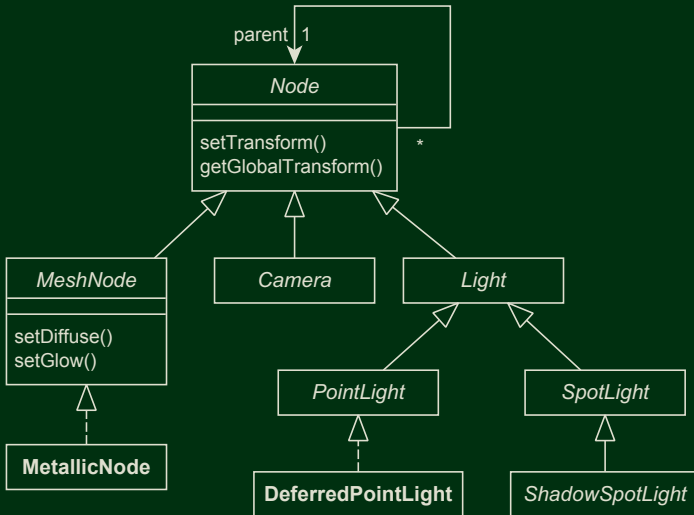 parent 1
Node
setTransform()
getGlobalTransform()
*
MeshNode
setDiffuse()
setGlow()
Camera
Light
PointLight
SpotLight
MetallicNode
DeferredPointLight
ShadowSpotLight